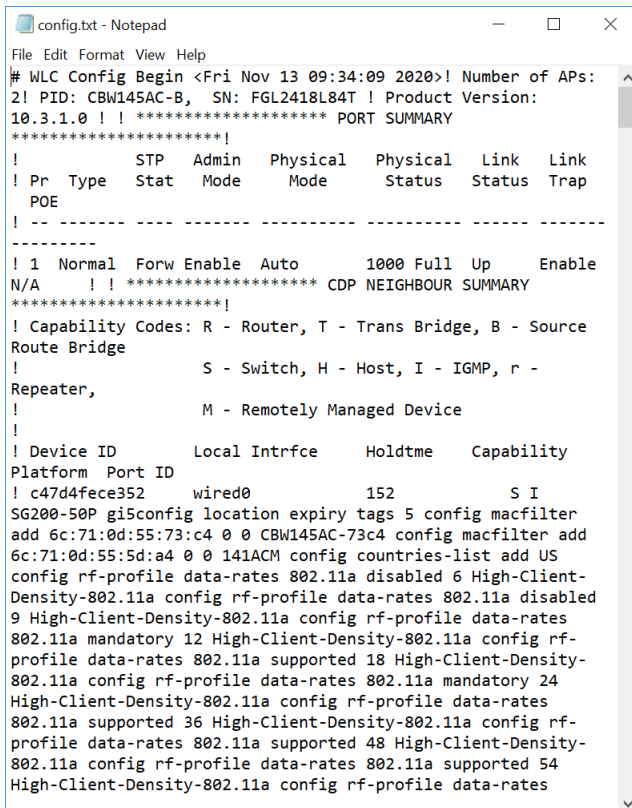 config.txt - Notepad
File Edit Format View Help
# WLC Config Begin <Fri Nov 13 09:34:09 2020>! Number of APs:
2! PID: CBW145AC-B,  SN: FGL2418L84T ! Product Version:
10.3.1.0 ! ! ******************** PORT SUMMARY
**********************!
!            STP   Admin   Physical   Physical   Link   Link
! Pr  Type   Stat   Mode     Mode      Status   Status  Trap
  POE
! -- ------- ---- ------- ---------- ---------- ------ -------
---------
! 1  Normal  Forw Enable  Auto       1000 Full  Up     Enable
N/A     ! ! ******************** CDP NEIGHBOUR SUMMARY
**********************!
! Capability Codes: R - Router, T - Trans Bridge, B - Source
Route Bridge
!                   S - Switch, H - Host, I - IGMP, r -
Repeater,
!                   M - Remotely Managed Device
!
! Device ID        Local Intrfce     Holdtme    Capability
Platform  Port ID
! c47d4fece352     wired0            152            S I
SG200-50P gi5config location expiry tags 5 config macfilter
add 6c:71:0d:55:73:c4 0 0 CBW145AC-73c4 config macfilter add
6c:71:0d:55:5d:a4 0 0 141ACM config countries-list add US
config rf-profile data-rates 802.11a disabled 6 High-Client-
Density-802.11a config rf-profile data-rates 802.11a disabled
9 High-Client-Density-802.11a config rf-profile data-rates
802.11a mandatory 12 High-Client-Density-802.11a config rf-
profile data-rates 802.11a supported 18 High-Client-Density-
802.11a config rf-profile data-rates 802.11a mandatory 24
High-Client-Density-802.11a config rf-profile data-rates
802.11a supported 36 High-Client-Density-802.11a config rf-
profile data-rates 802.11a supported 48 High-Client-Density-
802.11a config rf-profile data-rates 802.11a supported 54
High-Client-Density-802.11a config rf-profile data-rates